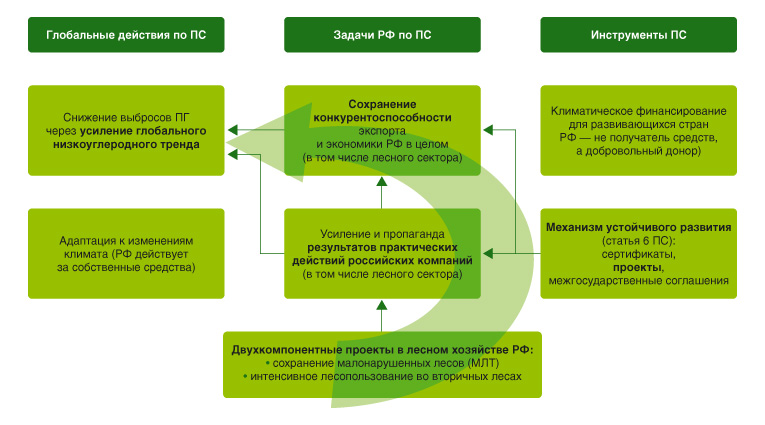 Глобальные действия по ПС
Задачи РФ по ПС
Инструменты ПС
Снижение выбросов ПГ
через усиление глобального
низкоуглеродного тренда
Сохранение
конкурентоспособности
экспорта
и экономики РФ в целом
(в том числе лесного сектора)
Климатическое финансирование
для развивающихся стран
РФ — не получатель средств,
а добровольный донор)
Адаптация к изменениям
климата (РФ действует
за собственные средства)
Усиление и пропаганда
результатов практических
действий российских компаний
(в том числе лесного сектора)
Механизм устойчивого развития
(статья 6 ПС):
сертификаты,
проекты,
межгосударственные соглашения
Двухкомпонентные проекты в лесном хозяйстве РФ:
• сохранение малонарушенных лесов (МЛТ)
• интенсивное лесопользование во вторичных лесах